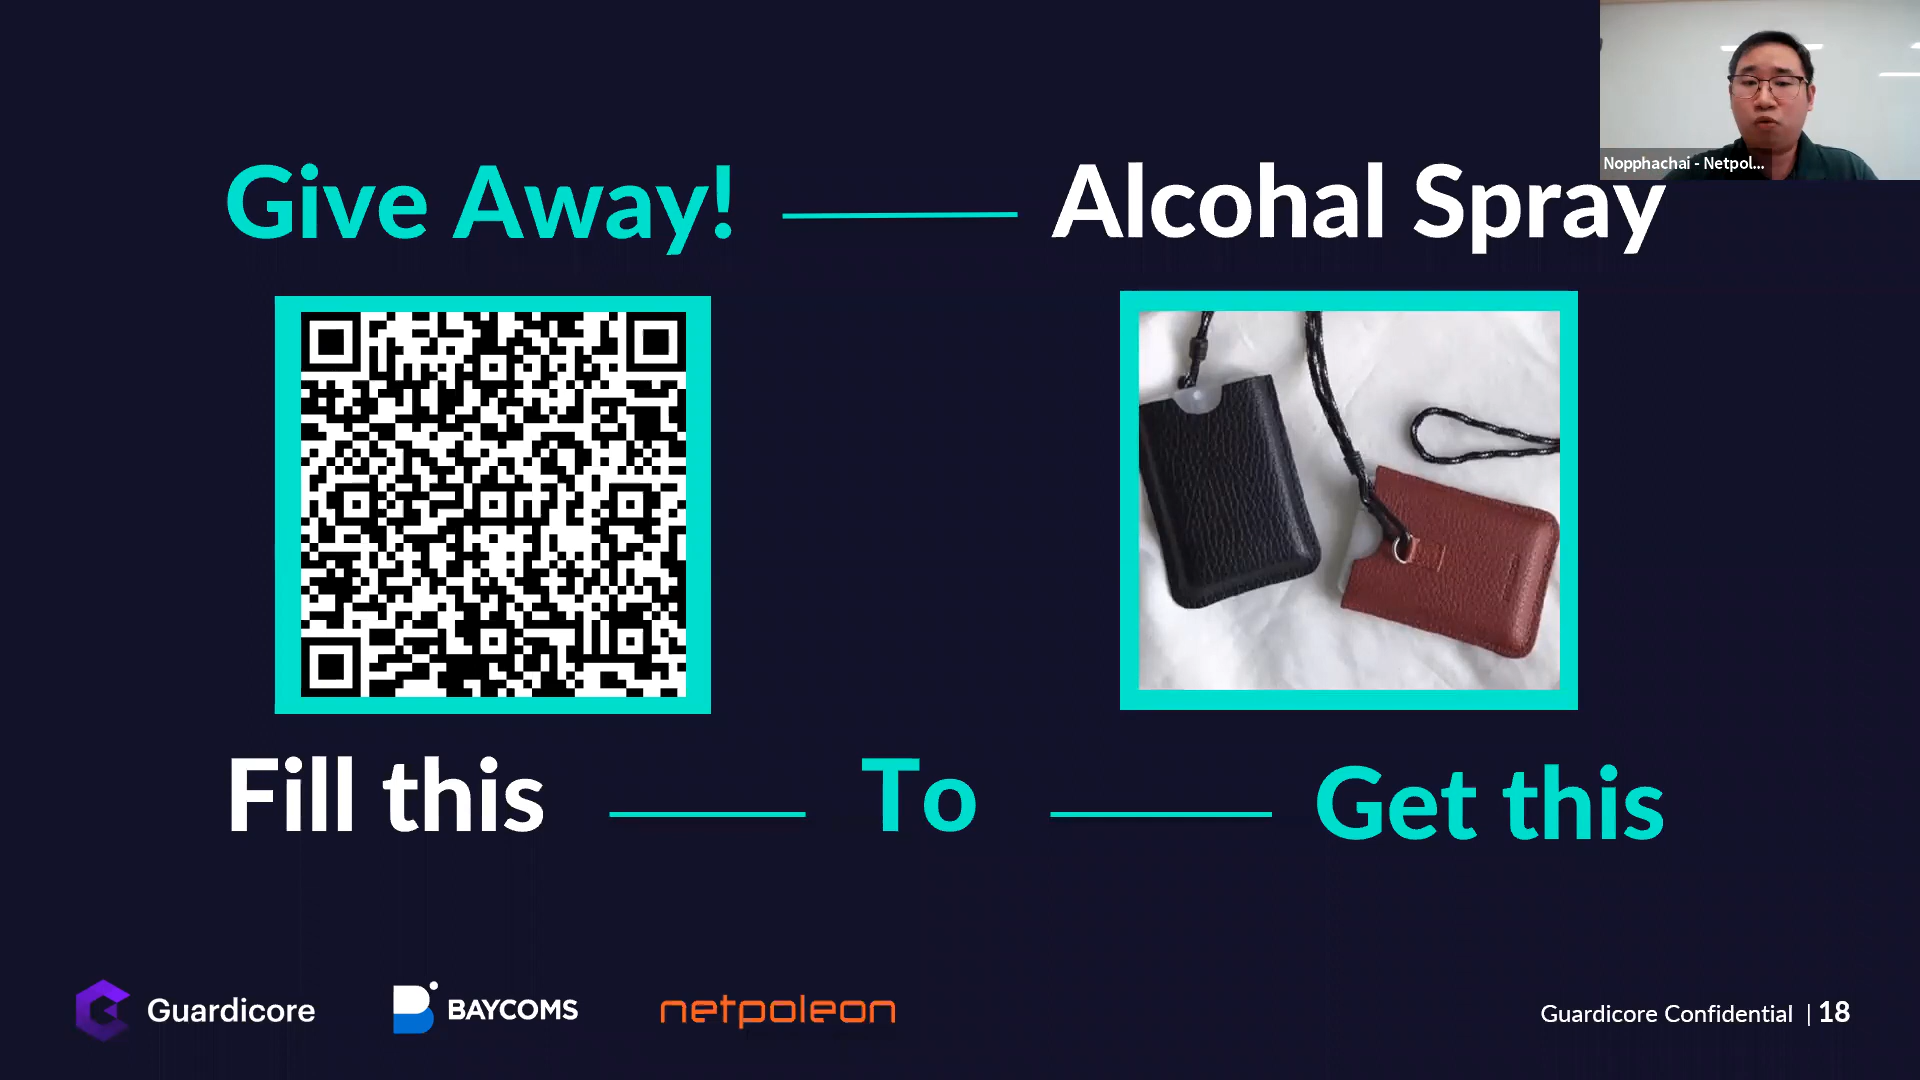 Nopphachai - Netpol...
Give Away!
Alcohal Spray
Fill this
To
Get this
Guardicore
BAYCOMS
netpoleon
Guardicore Confidential | 18